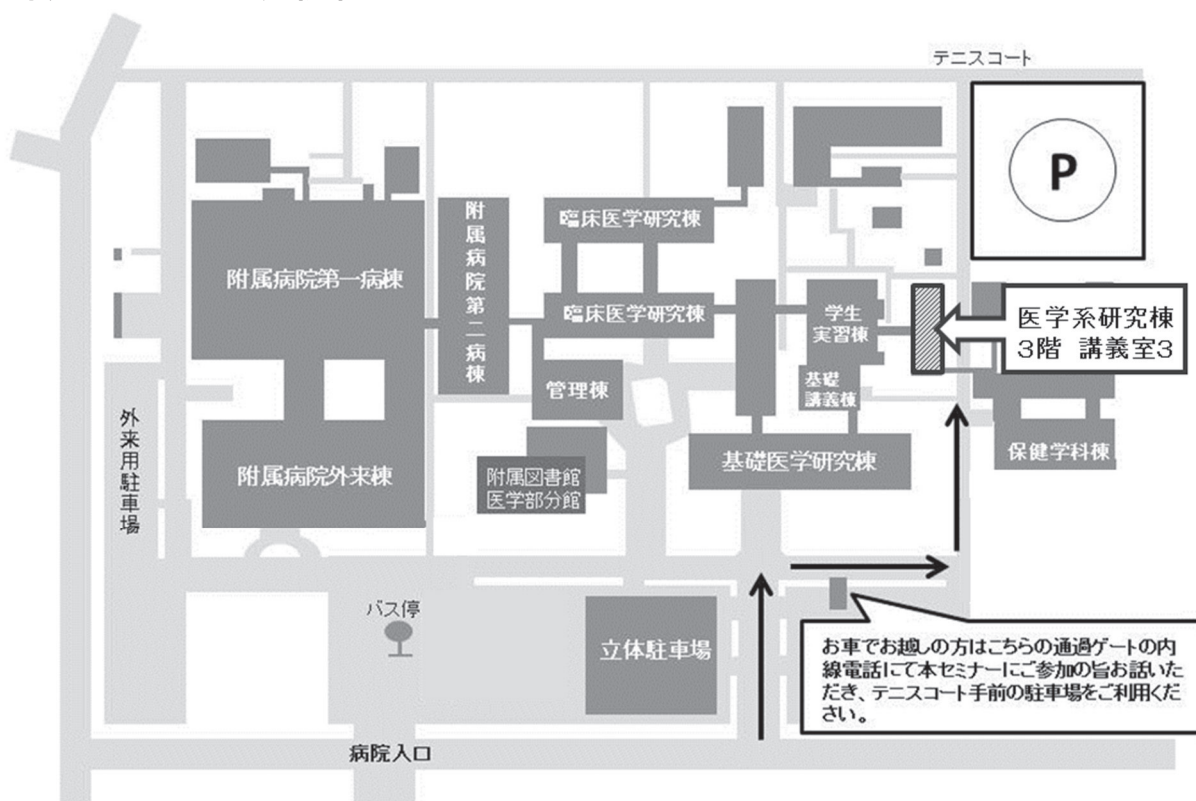 テニスコート
P
附属病院第一病棟
附属病院第二病棟
臨床医学研究棟
臨床医学研究棟
学生
実習棟
医学系研究棟
3階 講義室3
管理棟
基礎
講義棟
外来用駐車場
附属病院外来棟
附属図書館
医学部分館
基礎医学研究棟
保健学科棟
バス停
立体駐車場
お車でお越しの方はこちらの通過ゲートの内
線電話にて本セミナーにご参加の旨お話いた
だき、テニスコート手前の駐車場をご利用くだ
さい。
病院入口